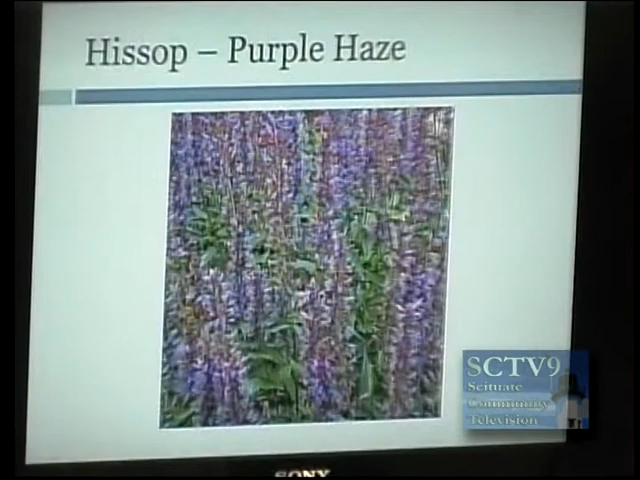 Hissop – Purple Haze
SCTV9
Scituate
Community
Television
SONY